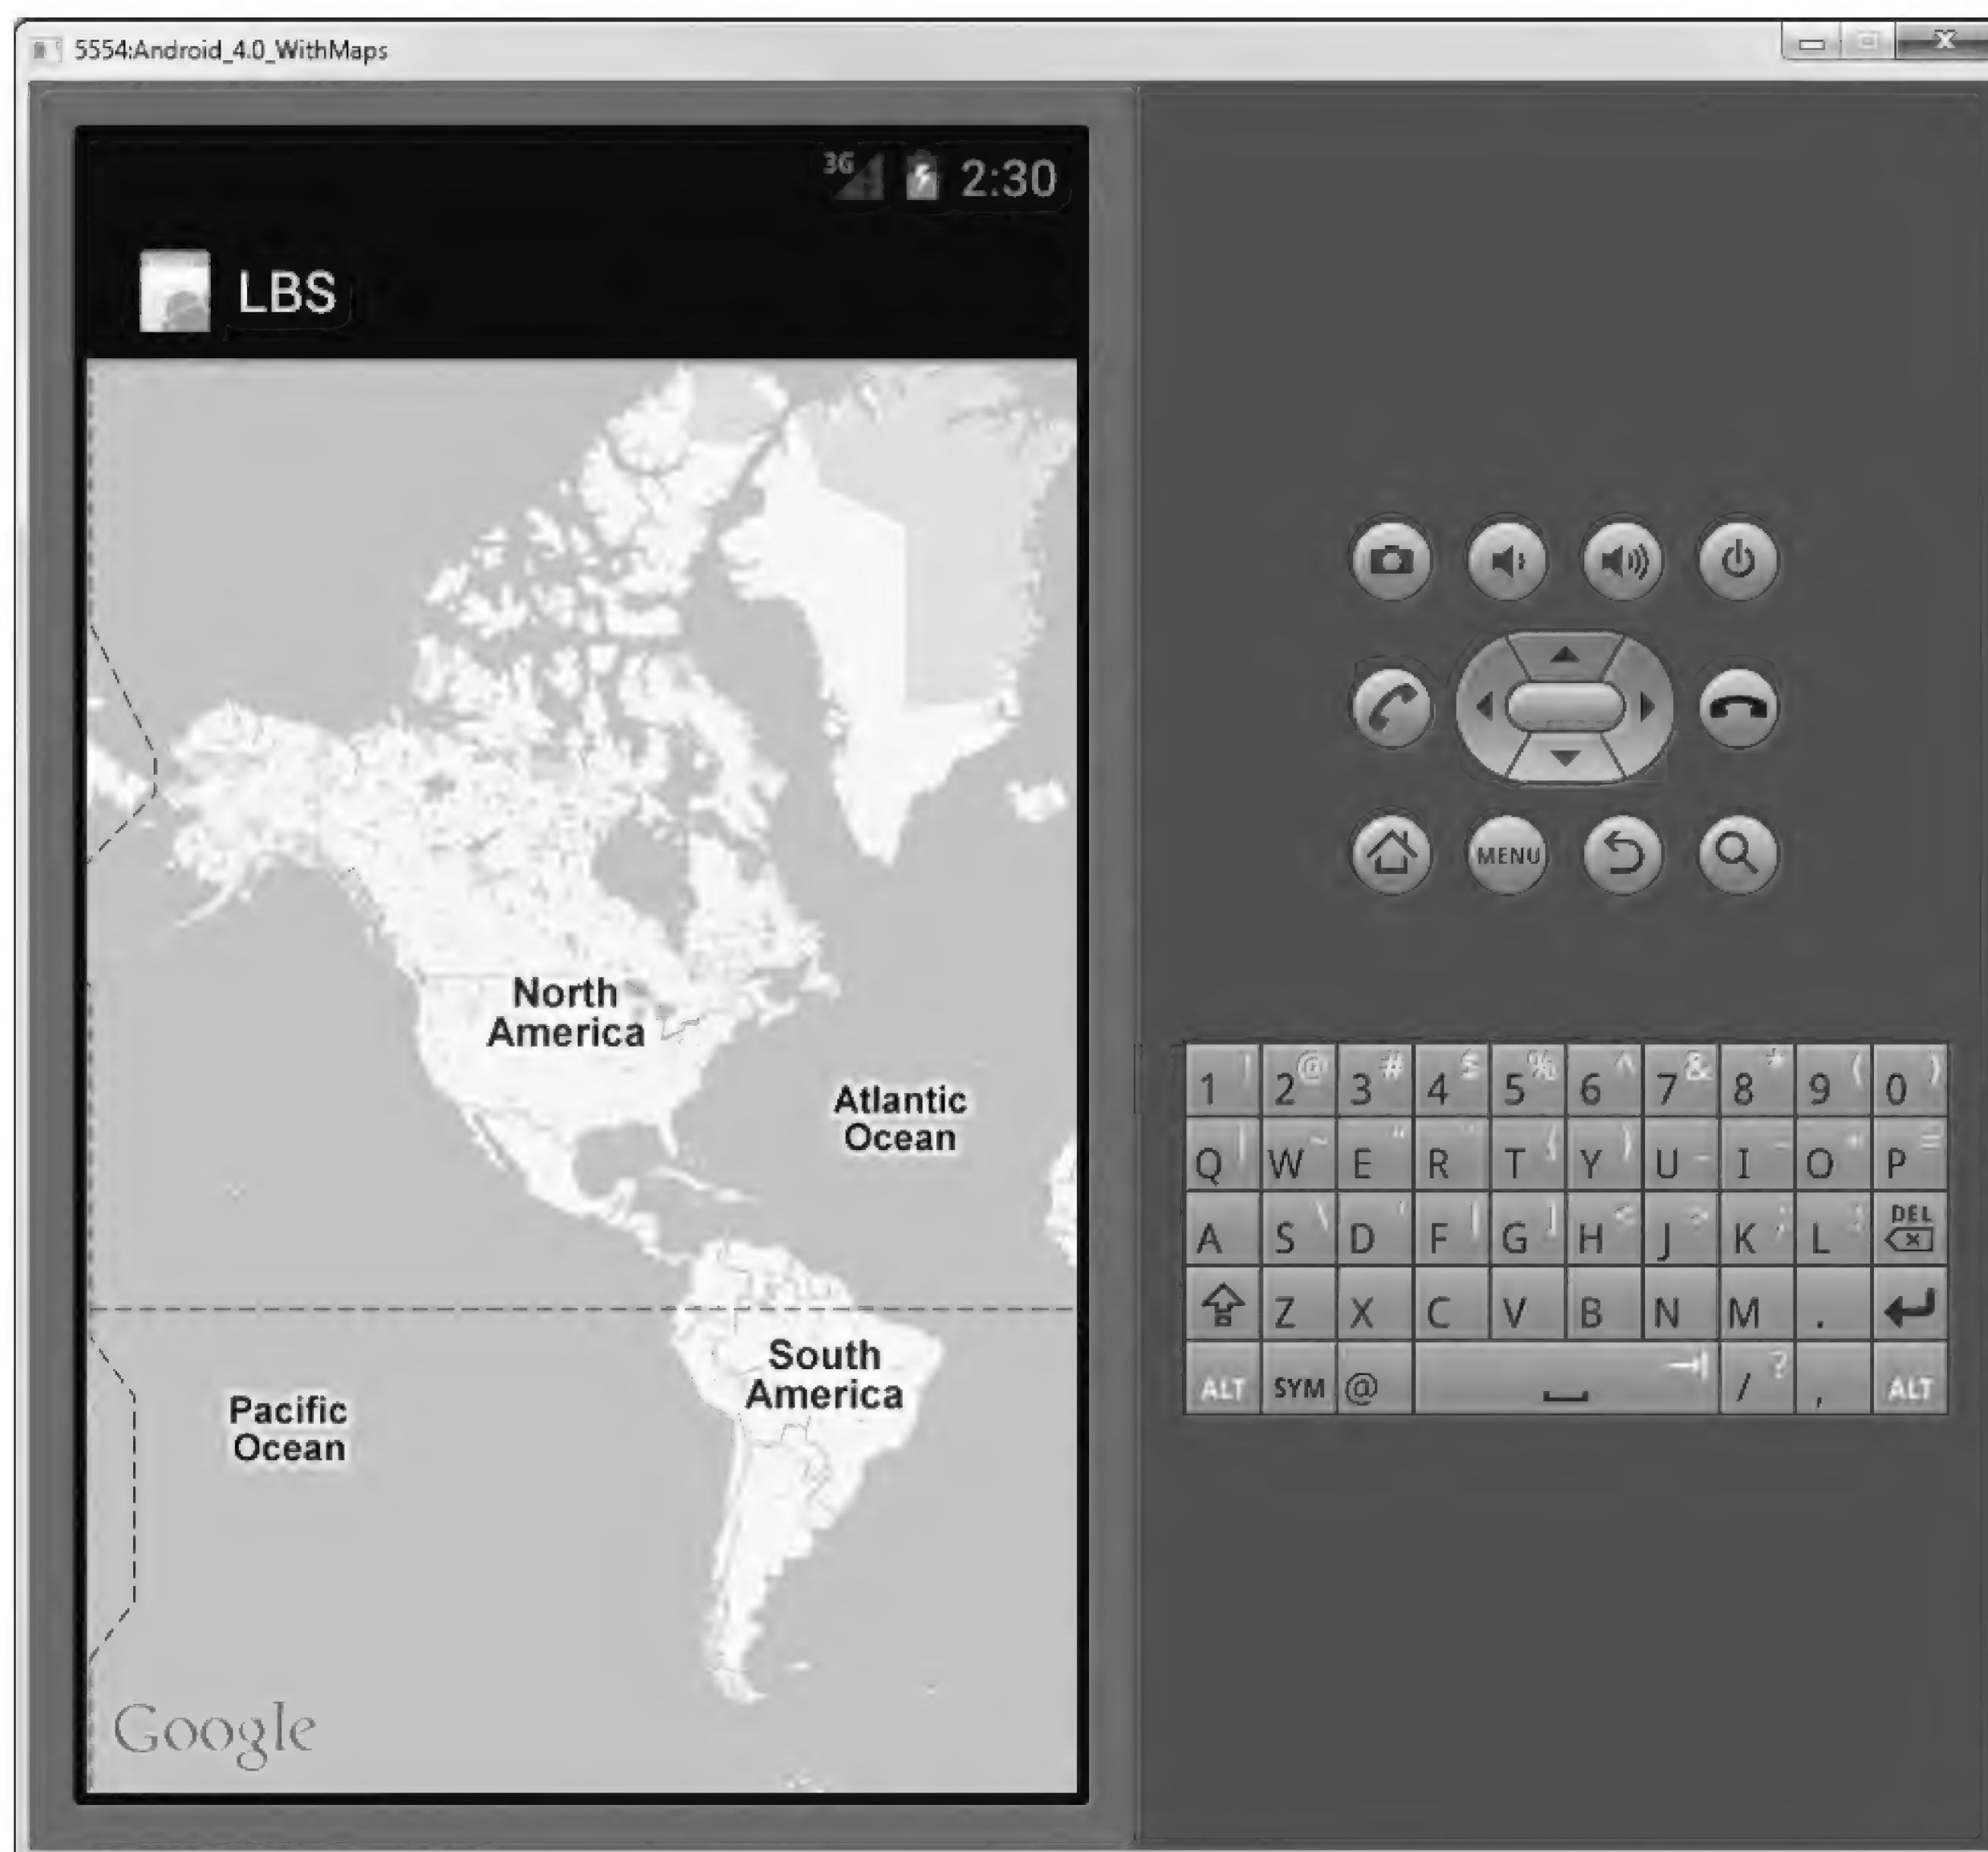 5554:Android_4.0_WithMaps
3G 2:30
LBS
North
America
Atlantic
Ocean
South
America
Pacific
Ocean
Google
MENU
1 2 @ 3 # 4 $ 5 % 6 ^ 7 & 8 * 9 ( 0 )
Q W ~ E " R T { Y } U _ I - O + P =
A S \ D ' F [ G ] H < J > K ; L : DEL
Z X C V B N M .
ALT SYM @ / ? , ALT